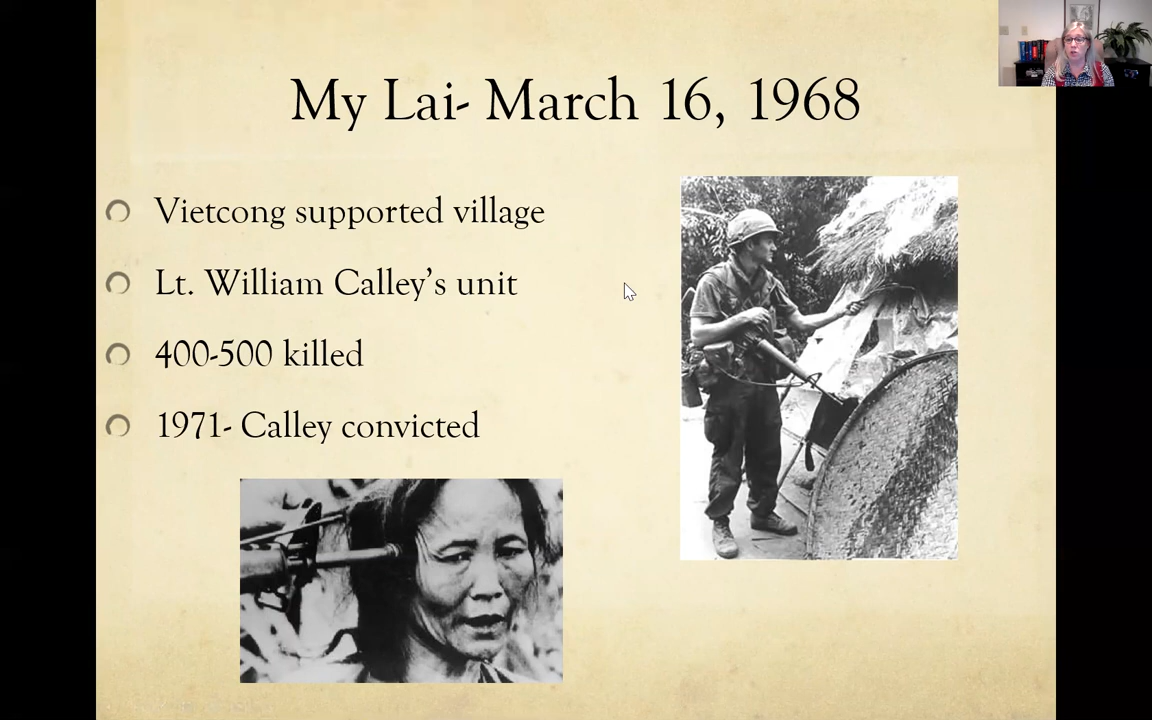 My Lai- March 16, 1968
Vietcong supported village
Lt. William Calley's unit
400-500 killed
1971- Calley convicted